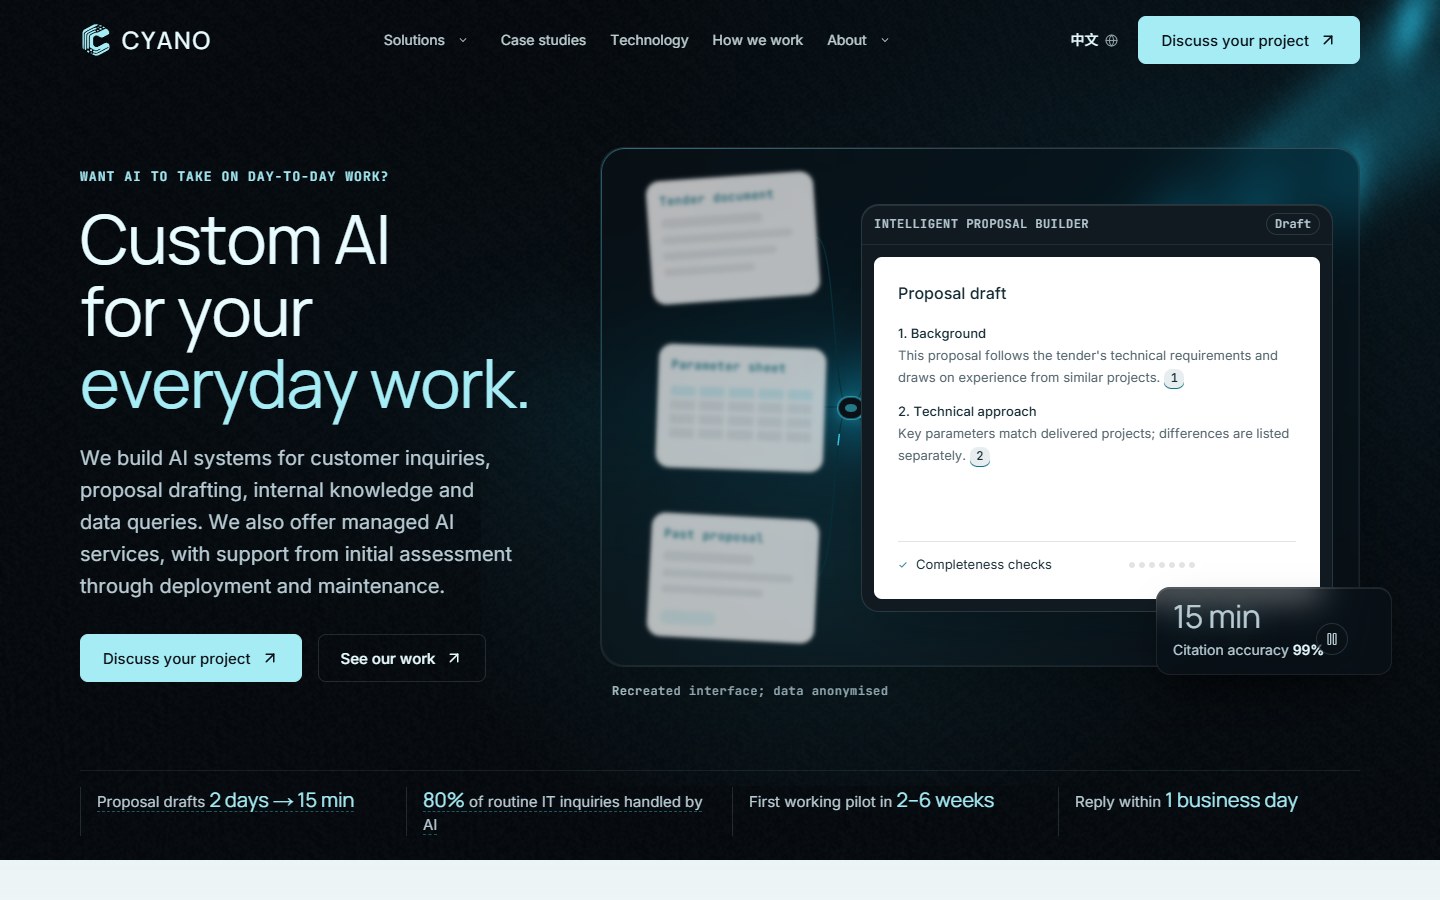 CYANO
Solutions
Case studies
Technology
How we work
About
中文
Discuss your project
WANT AI TO TAKE ON DAY-TO-DAY WORK?
Custom AI
for your
everyday work.
We build AI systems for customer inquiries,
proposal drafting, internal knowledge and
data queries. We also offer managed AI
services, with support from initial assessment
through deployment and maintenance.
Discuss your project
See our work
Tender document
Parameter sheet
Past proposal
INTELLIGENT PROPOSAL BUILDER
Draft
Proposal draft
1. Background
This proposal follows the tender's technical requirements and
draws on experience from similar projects. 1
2. Technical approach
Key parameters match delivered projects; differences are listed
separately. 2
Completeness checks
15 min
Citation accuracy 99%
Recreated interface; data anonymised
Proposal drafts 2 days → 15 min
80% of routine IT inquiries handled by
AI
First working pilot in 2–6 weeks
Reply within 1 business day